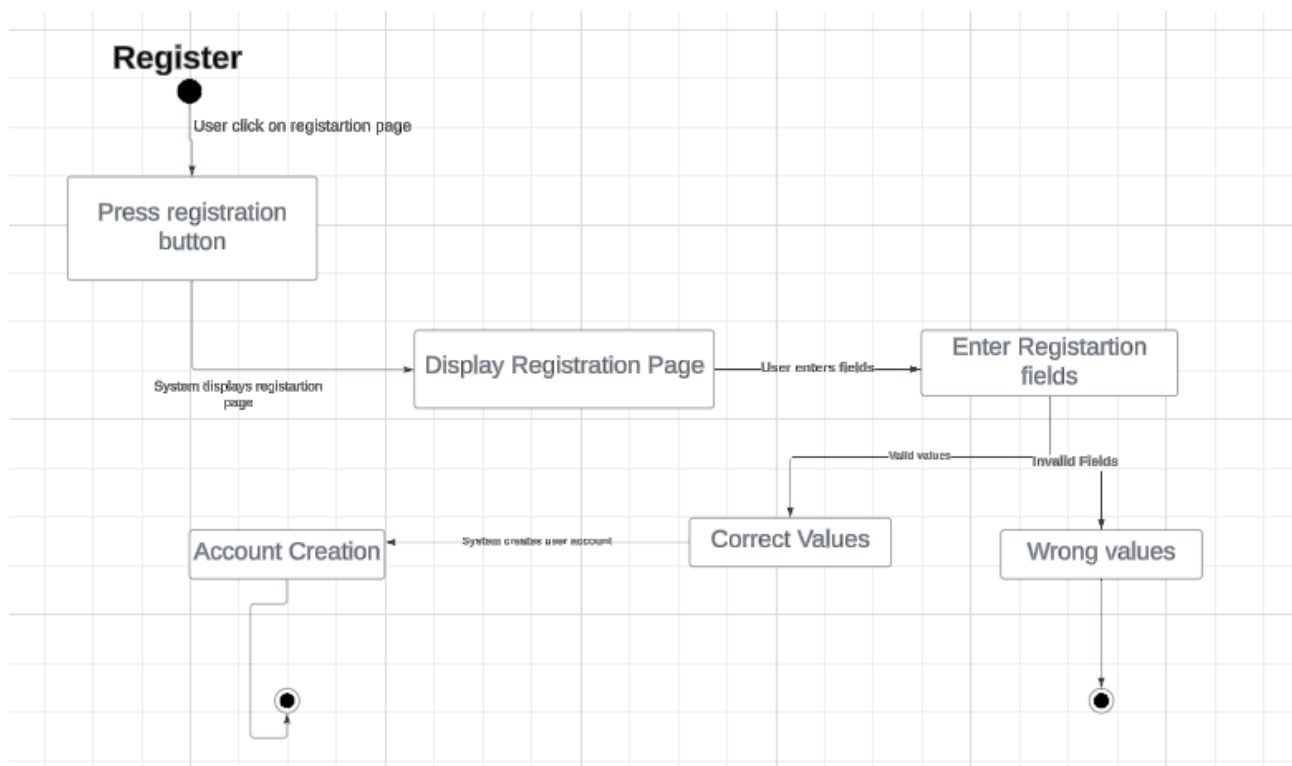 Register
User click on registartion page
Press registration
button
Display Registration Page
User enters fields
Enter Registartion
fields
System displays registartion
page
Valid values
Invalid Fields
Account Creation
System creates user account
Correct Values
Wrong values